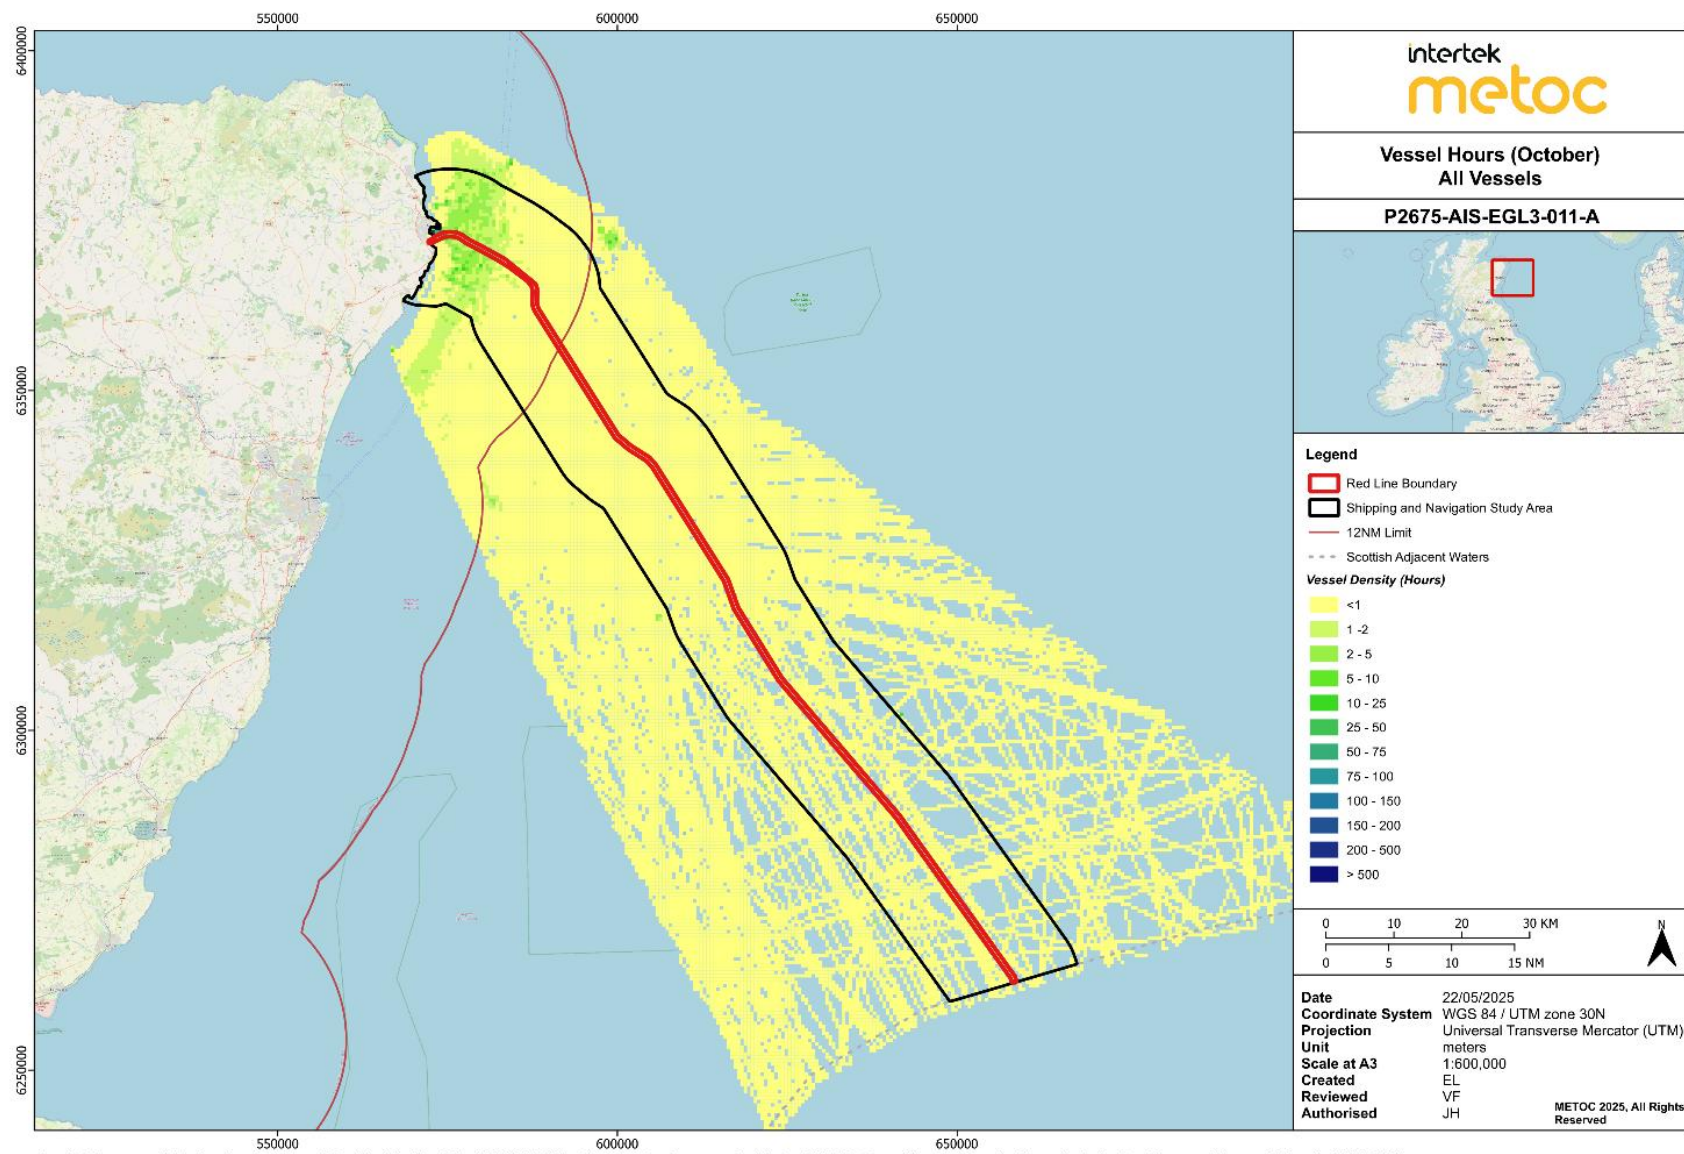 550000
600000
650000
6400000
6350000
6300000
6250000
550000
600000
650000
intertek
metoc
Vessel Hours (October)
All Vessels
P2675-AIS-EGL3-011-A
Legend
Red Line Boundary
Shipping and Navigation Study Area
12NM Limit
Scottish Adjacent Waters
Vessel Density (Hours)
<1
1 -2
2 - 5
5 - 10
10 - 25
25 - 50
50 - 75
75 - 100
100 - 150
150 - 200
200 - 500
> 500
0 10 20 30 KM
0 5 10 15 NM
N
Date 22/05/2025
Coordinate System WGS 84 / UTM zone 30N
Projection Universal Transverse Mercator (UTM)
Unit meters
Scale at A3 1:600,000
Created EL
Reviewed VF
Authorised JH
METOC 2025, All Rights
Reserved